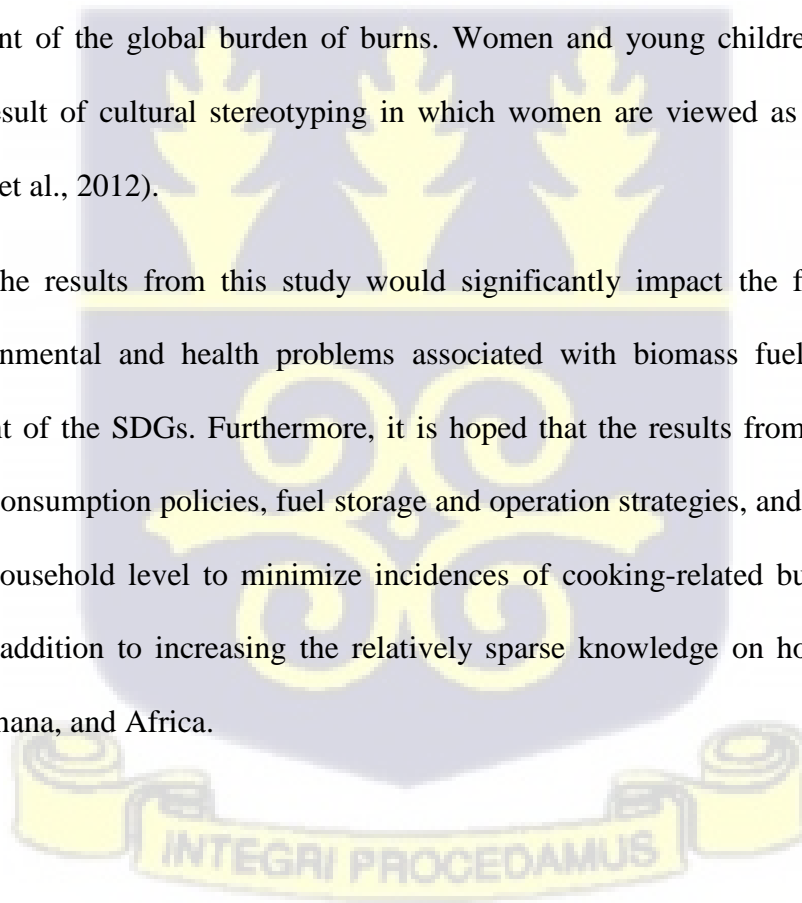 nt of the global burden of burns. Women and young childre
esult of cultural stereotyping in which women are viewed as
et al., 2012).
he results from this study would significantly impact the f
nmental and health problems associated with biomass fuel
nt of the SDGs. Furthermore, it is hoped that the results from
onsumption policies, fuel storage and operation strategies, and
ousehold level to minimize incidences of cooking-related bu
addition to increasing the relatively sparse knowledge on ho
hana, and Africa.
INTEGRI PROCEDAMUS